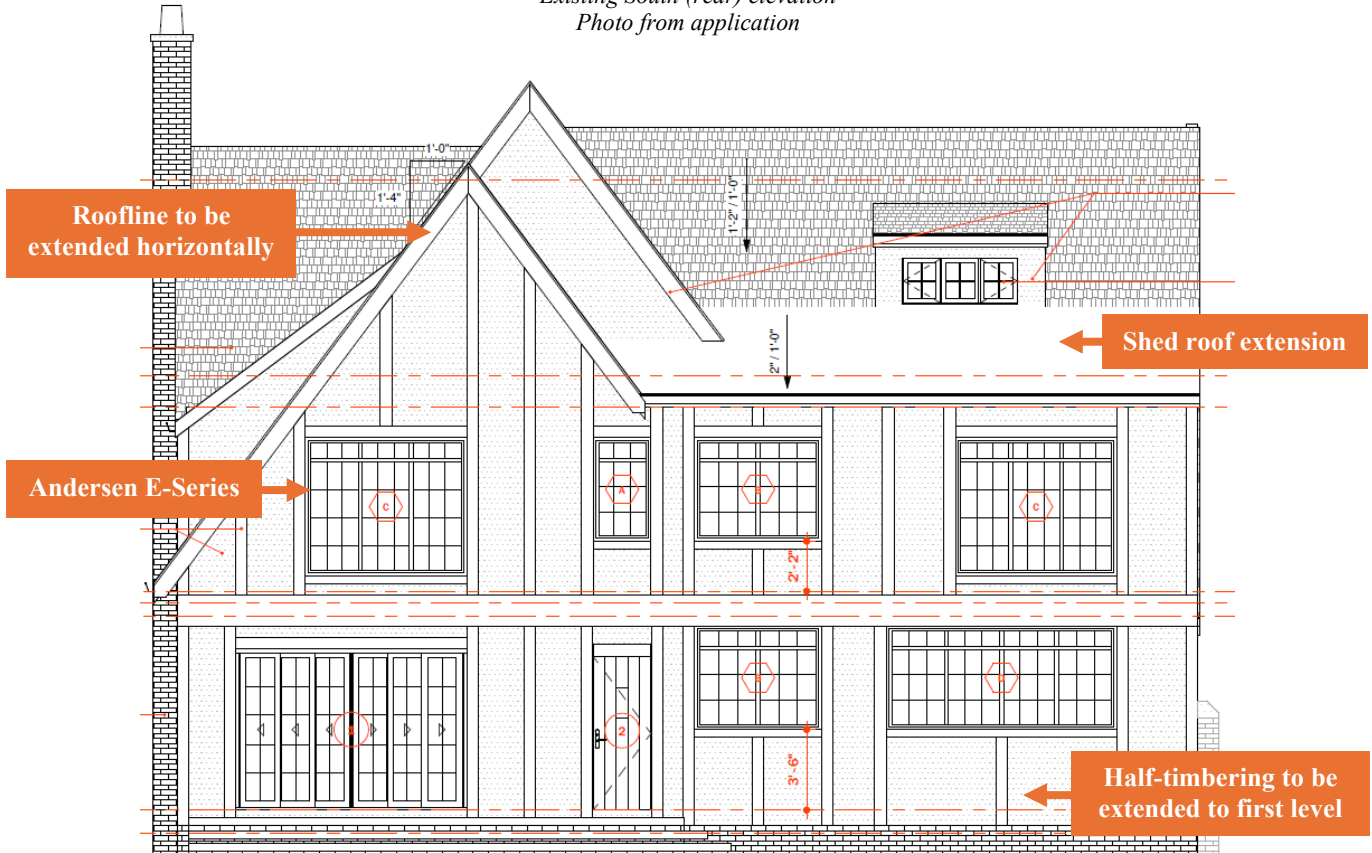 Existing South (rear) elevation
Photo from application
1'-0"
1'-4"
Roofline to be
extended horizontally
1'-2" / 1'-0"
Shed roof extension
2" / 1'-0"
Andersen E-Series
C
A
B
C
2'-2"
B
D
2
3'-6"
Half-timbering to be
extended to first level